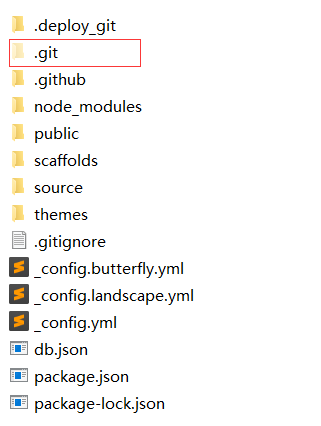 .deploy_git
.git
.github
node_modules
public
scaffolds
source
themes
.gitignore
_config.butterfly.yml
_config.landscape.yml
_config.yml
db.json
package.json
package-lock.json